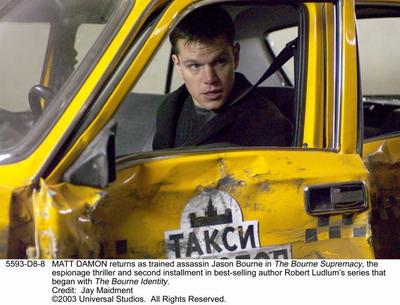 ТАКСИ
5593-D8-8 MATT DAMON returns as trained assassin Jason Bourne in The Bourne Supremacy, the
espionage thriller and second installment in best-selling author Robert Ludlum's series that
began with The Bourne Identity.
Credit: Jay Maidment
©2003 Universal Studios. All Rights Reserved.